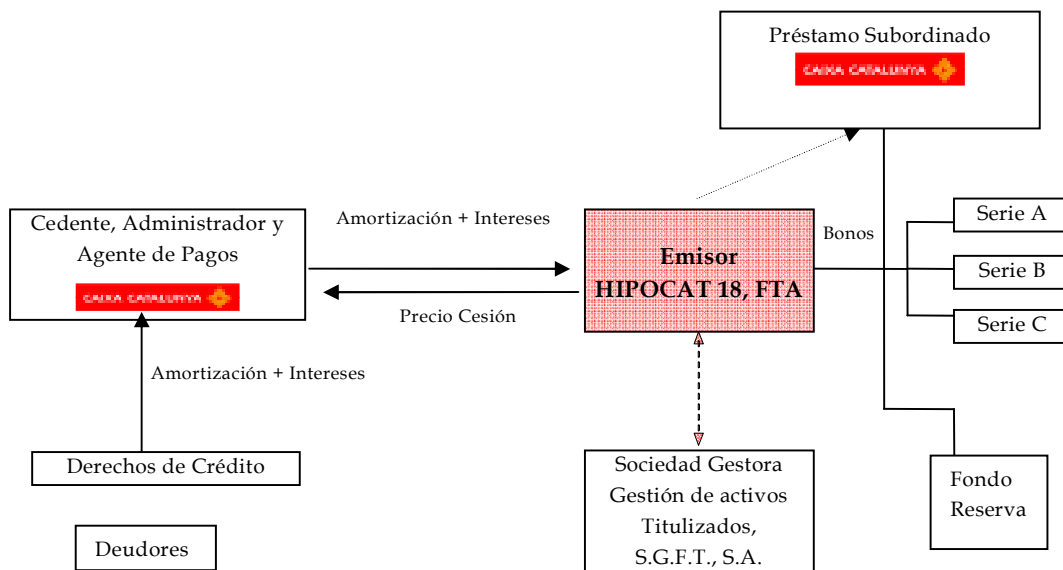 Préstamo Subordinado
CAIXA CATALUNYA
Cedente, Administrador y
Agente de Pagos
CAIXA CATALUNYA
Amortización + Intereses
Precio Cesión
Emisor
HIPOCAT 18, FTA
Bonos
Serie A
Serie B
Serie C
Amortización + Intereses
Derechos de Crédito
Deudores
Sociedad Gestora
Gestión de activos
Titulizados,
S.G.F.T., S.A.
Fondo
Reserva